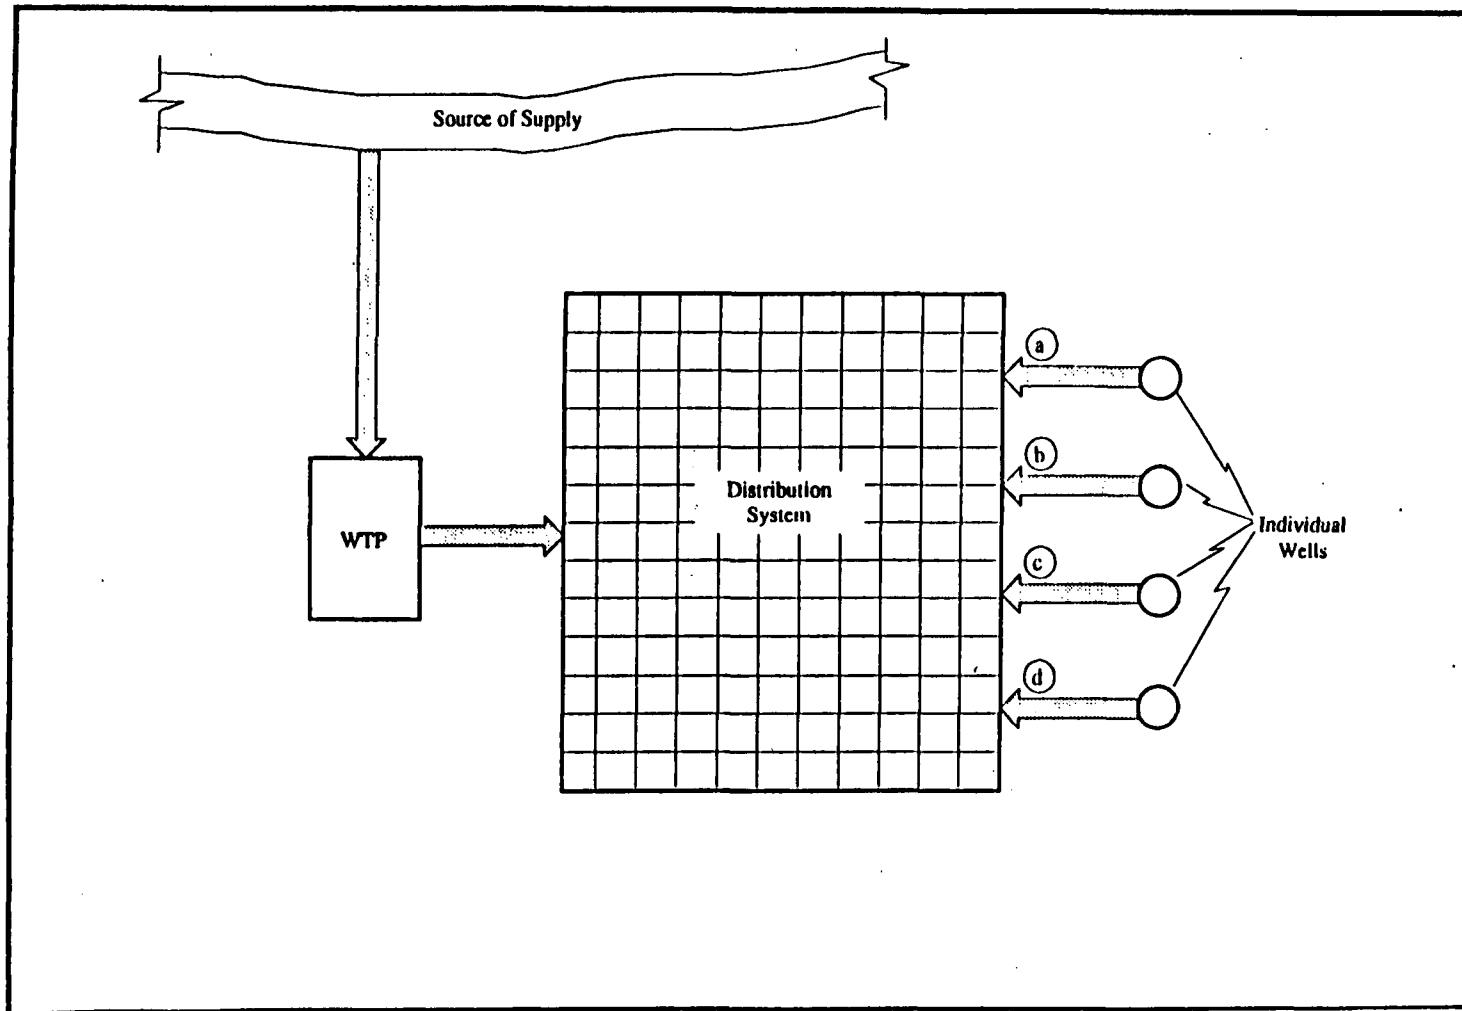 Source of Supply
a
b
Distribution
System
WTP
Individual
Wells
c
d